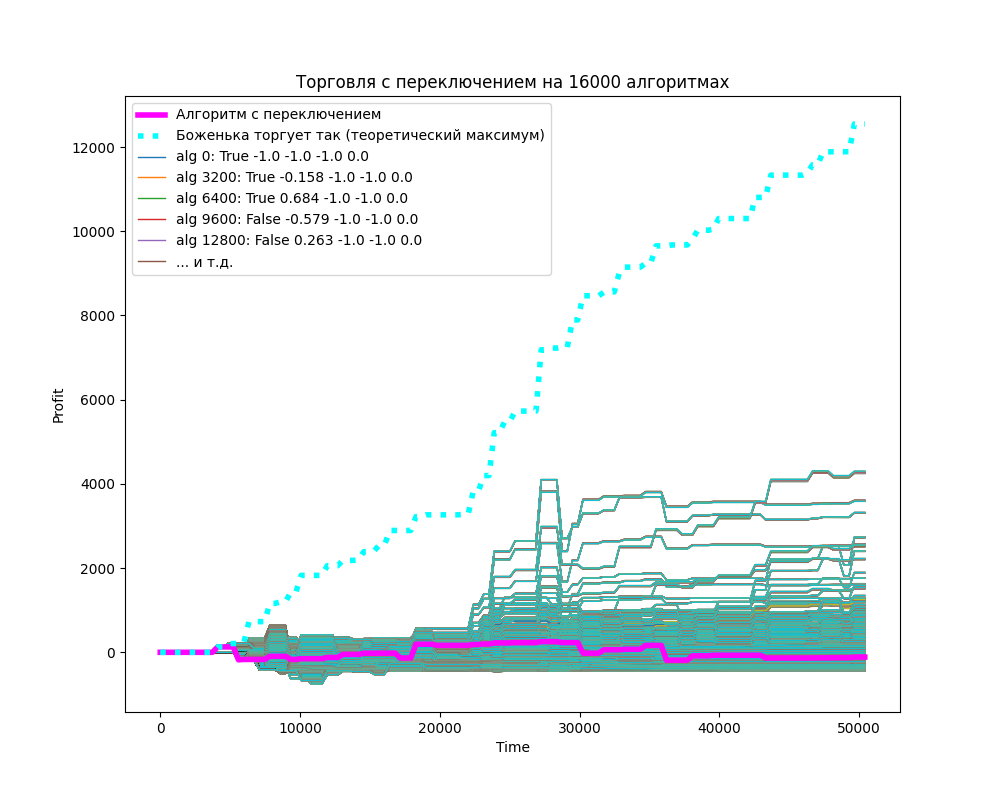 Торговля с переключением на 16000 алгоритмах
Алгоритм с переключением
Боженька торгует так (теоретический максимум)
alg 0: True -1.0 -1.0 -1.0 0.0
alg 3200: True -0.158 -1.0 -1.0 0.0
alg 6400: True 0.684 -1.0 -1.0 0.0
alg 9600: False -0.579 -1.0 -1.0 0.0
alg 12800: False 0.263 -1.0 -1.0 0.0
... и т.д.
12000
10000
8000
6000
4000
2000
0
Profit
0 10000 20000 30000 40000 50000
Time